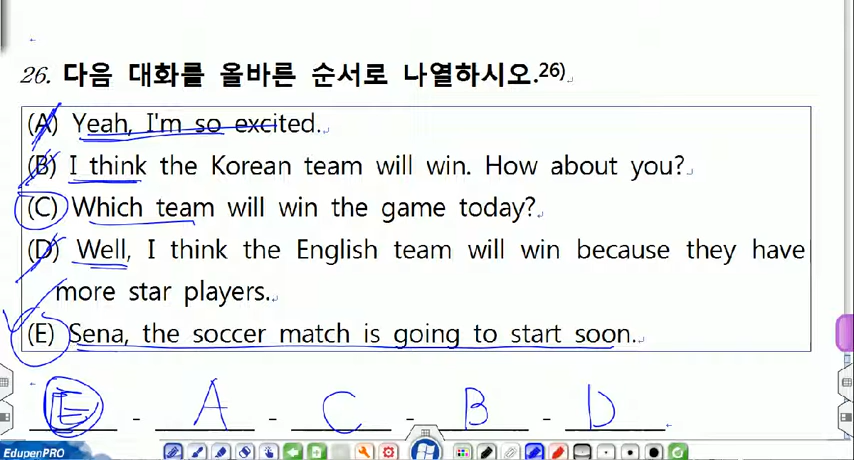 26. 다음 대화를 올바른 순서로 나열하시오.26)
(A) Yeah, I'm so excited.
(B) I think the Korean team will win. How about you?
(C) Which team will win the game today?
(D) Well, I think the English team will win because they have
more star players.
(E) Sena, the soccer match is going to start soon.
E - A - C - B - D
EdupenPRO